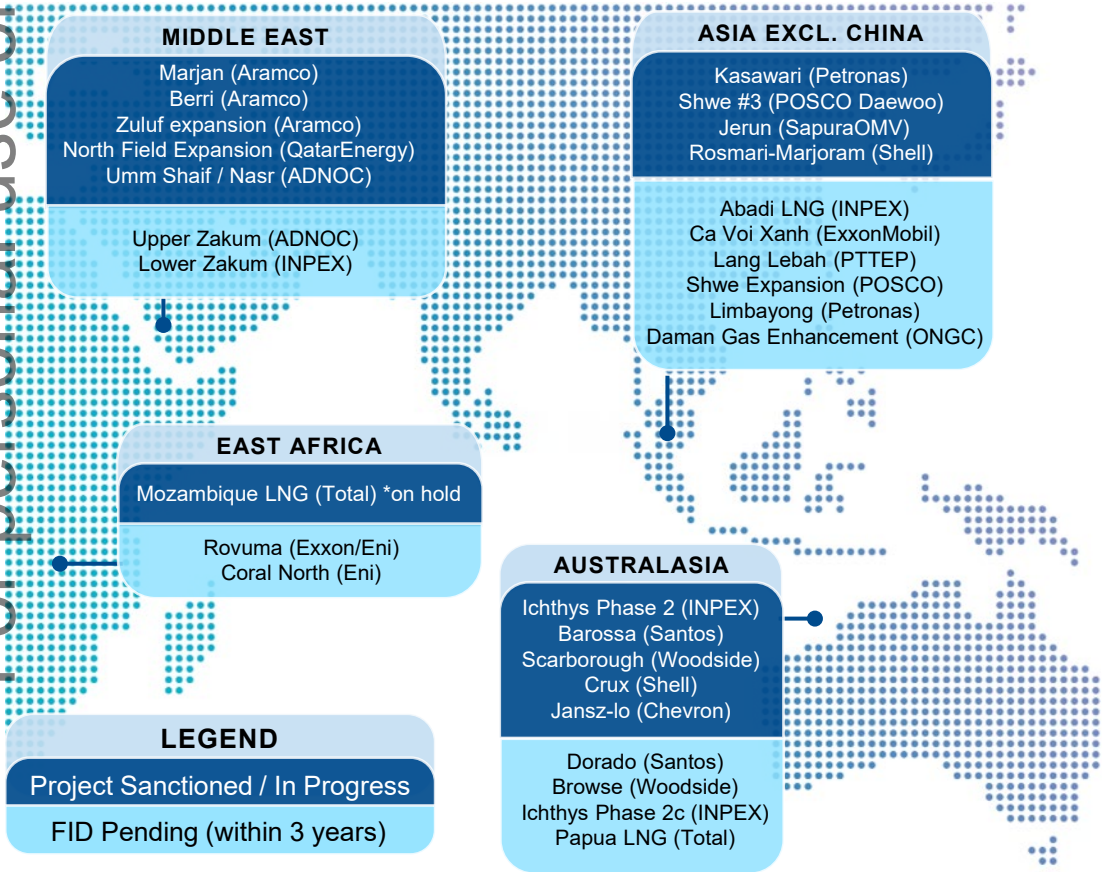 MIDDLE EAST
Marjan (Aramco)
Berri (Aramco)
Zuluf expansion (Aramco)
North Field Expansion (QatarEnergy)
Umm Shaif / Nasr (ADNOC)
Upper Zakum (ADNOC)
Lower Zakum (INPEX)
ASIA EXCL. CHINA
Kasawari (Petronas)
Shwe #3 (POSCO Daewoo)
Jerun (SapuraOMV)
Rosmari-Marjoram (Shell)
Abadi LNG (INPEX)
Ca Voi Xanh (ExxonMobil)
Lang Lebah (PTTEP)
Shwe Expansion (POSCO)
Limbayong (Petronas)
Daman Gas Enhancement (ONGC)
EAST AFRICA
Mozambique LNG (Total) *on hold
Rovuma (Exxon/Eni)
Coral North (Eni)
AUSTRALASIA
Ichthys Phase 2 (INPEX)
Barossa (Santos)
Scarborough (Woodside)
Crux (Shell)
Jansz-lo (Chevron)
Dorado (Santos)
Browse (Woodside)
Ichthys Phase 2c (INPEX)
Papua LNG (Total)
LEGEND
Project Sanctioned / In Progress
FID Pending (within 3 years)
personal use